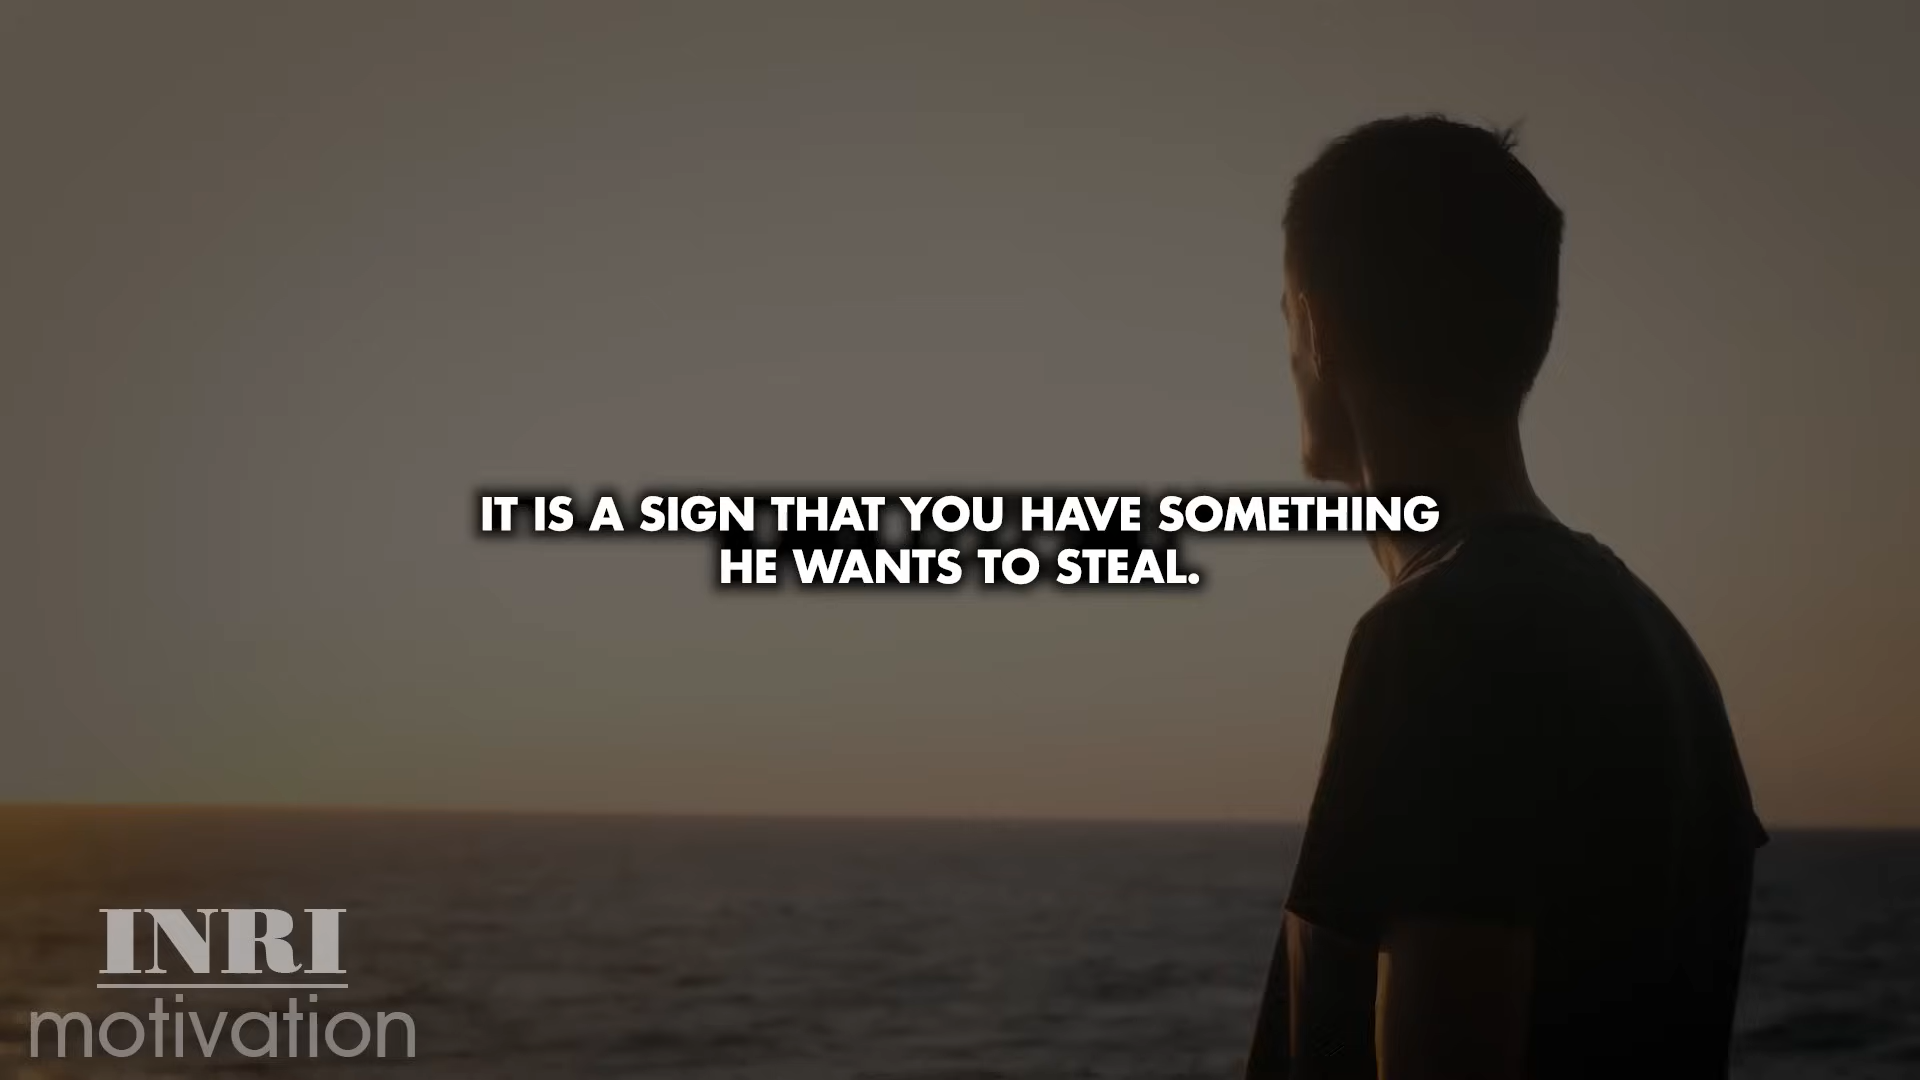 IT IS A SIGN THAT YOU HAVE SOMETHING
HE WANTS TO STEAL.
INRI
motivation